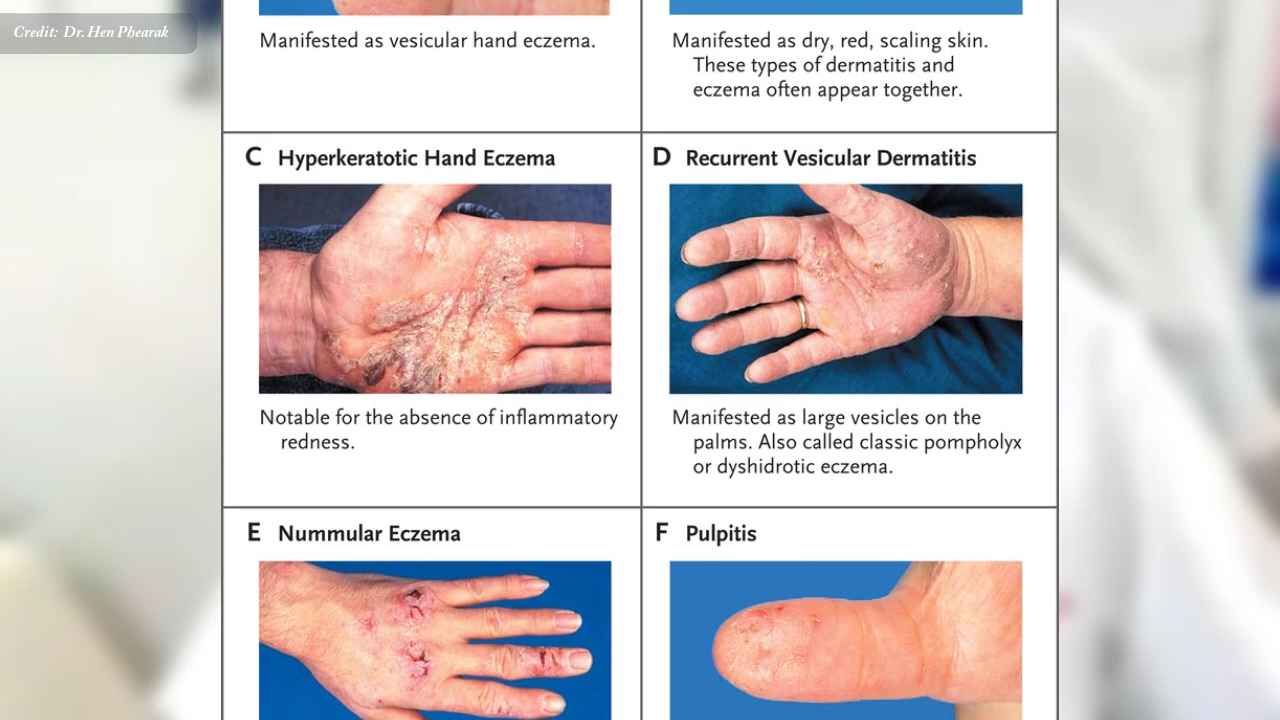 Credit: Dr. Hen Phearak
Manifested as vesicular hand eczema.
Manifested as dry, red, scaling skin.
These types of dermatitis and
eczema often appear together.
C Hyperkeratotic Hand Eczema
Notable for the absence of inflammatory
redness.
D Recurrent Vesicular Dermatitis
Manifested as large vesicles on the
palms. Also called classic pompholyx
or dyshidrotic eczema.
E Nummular Eczema
F Pulpitis